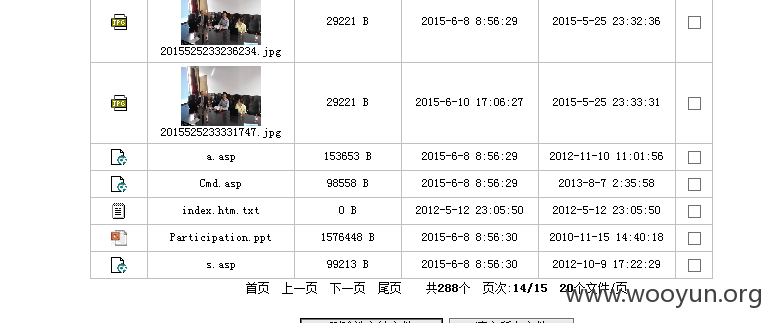 JPG 29221 B 2015-6-8 8:56:29 2015-5-25 23:32:36
2015525233236234.jpg
JPG 29221 B 2015-6-10 17:06:27 2015-5-25 23:33:31
2015525233331747.jpg
a.asp 153653 B 2015-6-8 8:56:29 2012-11-10 11:01:56
Cmd.asp 98558 B 2015-6-8 8:56:29 2013-8-7 2:35:58
index.htm.txt 0 B 2012-5-12 23:05:50 2012-5-12 23:05:50
Participation.ppt 1576448 B 2015-6-8 8:56:30 2010-11-15 14:40:18
s.asp 99213 B 2015-6-8 8:56:30 2012-10-9 17:22:29
首页 上一页 下一页 尾页 共288个 页次:14/15 20个文件/页
www.wooyun.org